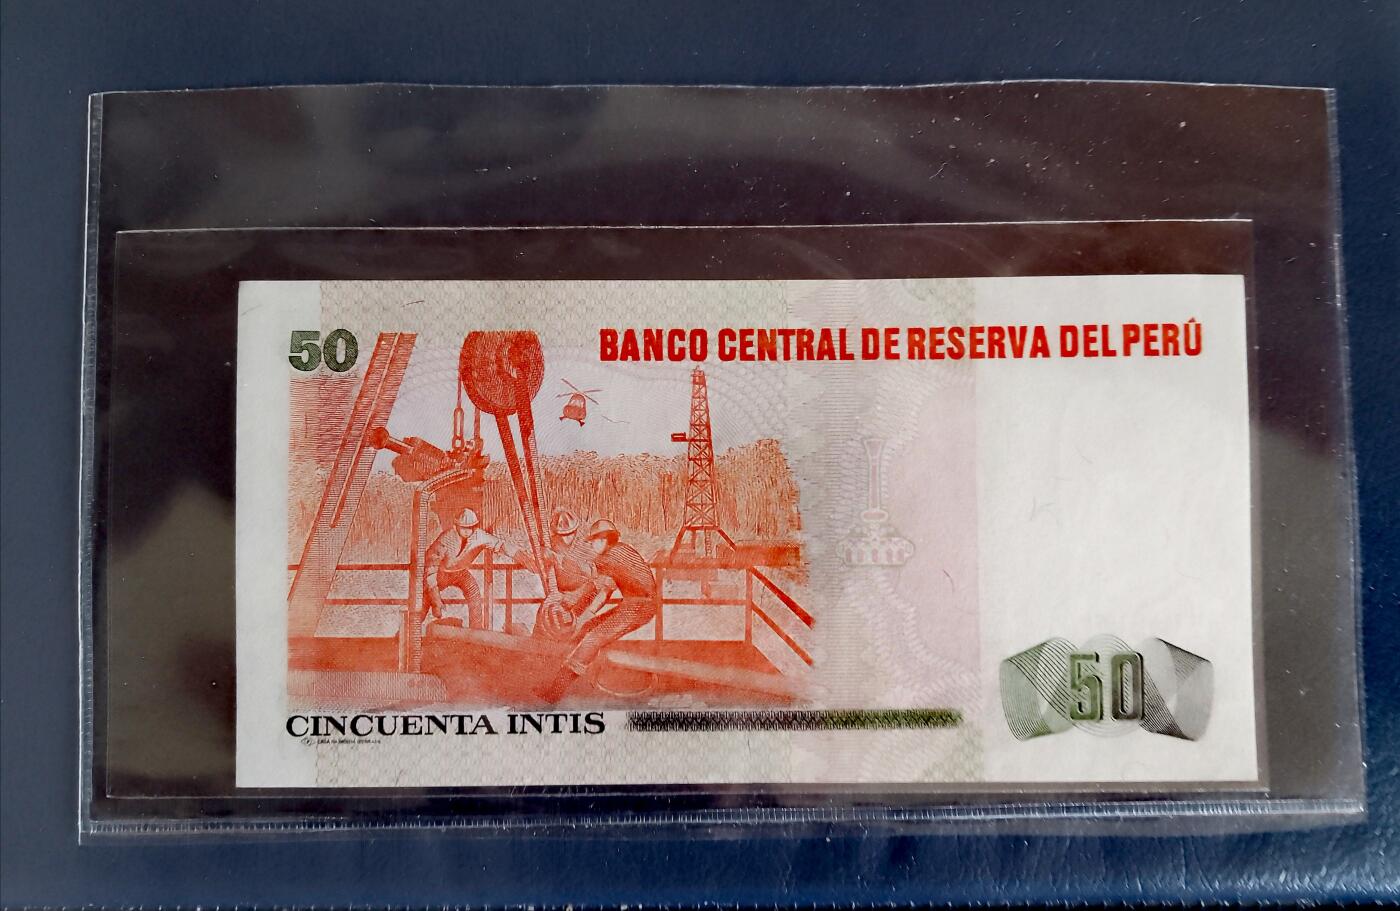 50
BANCO CENTRAL DE RESERVA DEL PERÚ
50
CINCUENTA INTIS